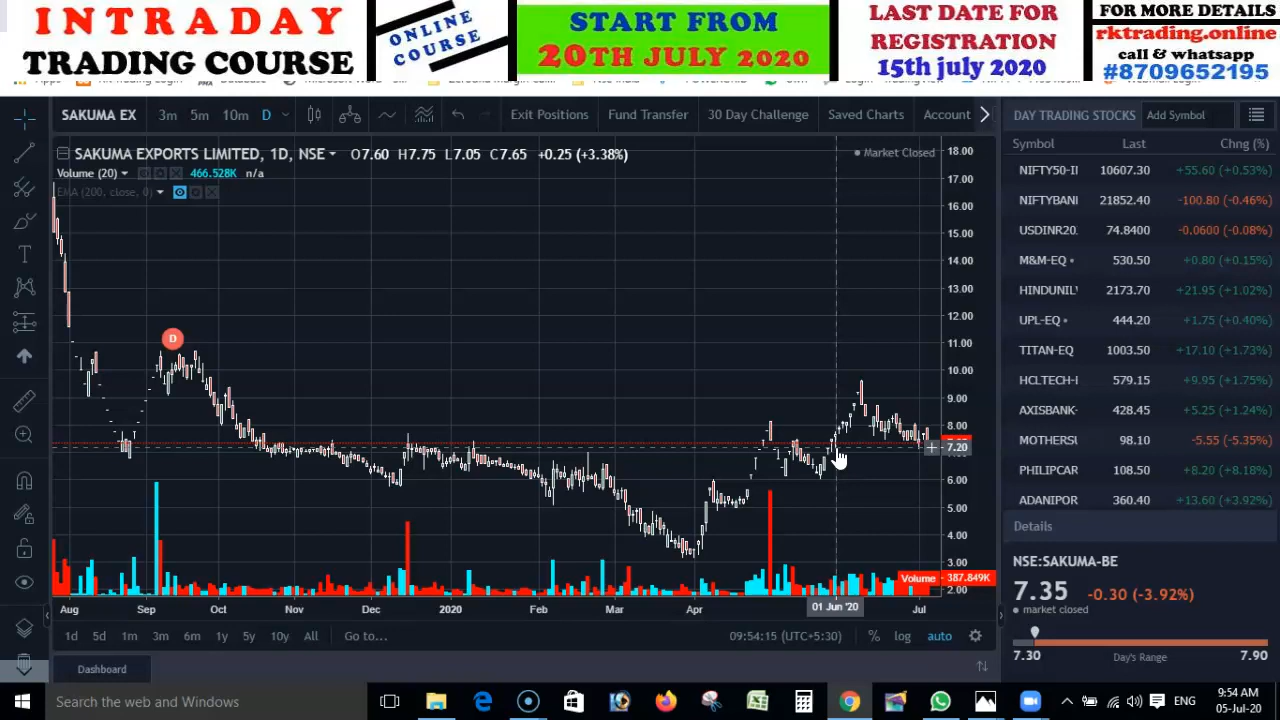 INTRADAY
TRADING COURSE
ONLINE
COURSE
START FROM
20TH JULY 2020
LAST DATE FOR
REGISTRATION
15th july 2020
FOR MORE DETAILS
rktrading.online
call & whatsapp
#8709652195
SAKUMA EX 3m 5m 10m D Exit Positions Fund Transfer 30 Day Challenge Saved Charts Account
SAKUMA EXPORTS LIMITED, 1D, NSE O7.60 H7.75 L7.05 C7.65 +0.25 (+3.38%)
Market Closed
Volume (20) 466.528K n/a
EMA (200, close, 0)
D
18.00
17.00
16.00
15.00
14.00
13.00
12.00
11.00
10.00
9.00
8.00
7.20
6.00
5.00
4.00
3.00
Volume 387.849K
2.00
Aug Sep Oct Nov Dec 2020 Feb Mar Apr 01 Jun '20 Jul
1d 5d 1m 3m 6m 1y 5y 10y All Go to... 09:54:15 (UTC+5:30) % log auto
Dashboard
DAY TRADING STOCKS Add Symbol
Symbol Last Chng (%)
NIFTY50-II 10607.30 +55.60 (+0.53%)
NIFTYBANI 21852.40 -100.80 (-0.46%)
USDINR20. 74.8400 -0.0600 (-0.08%)
M&M-EQ 530.50 +0.80 (+0.15%)
HINDUNIL' 2173.70 +21.95 (+1.02%)
UPL-EQ 444.20 +1.75 (+0.40%)
TITAN-EQ 1003.50 +17.10 (+1.73%)
HCLTECH-I 579.15 +9.95 (+1.75%)
AXISBANK- 428.45 +5.25 (+1.24%)
MOTHERSU 98.10 -5.55 (-5.35%)
PHILIPCAR 108.50 +8.20 (+8.18%)
ADANIPOR 360.40 +13.60 (+3.92%)
Details
NSE:SAKUMA-BE
7.35 -0.30 (-3.92%)
market closed
7.30 Day's Range 7.90
Search the web and Windows
ENG
9:54 AM
05-Jul-20